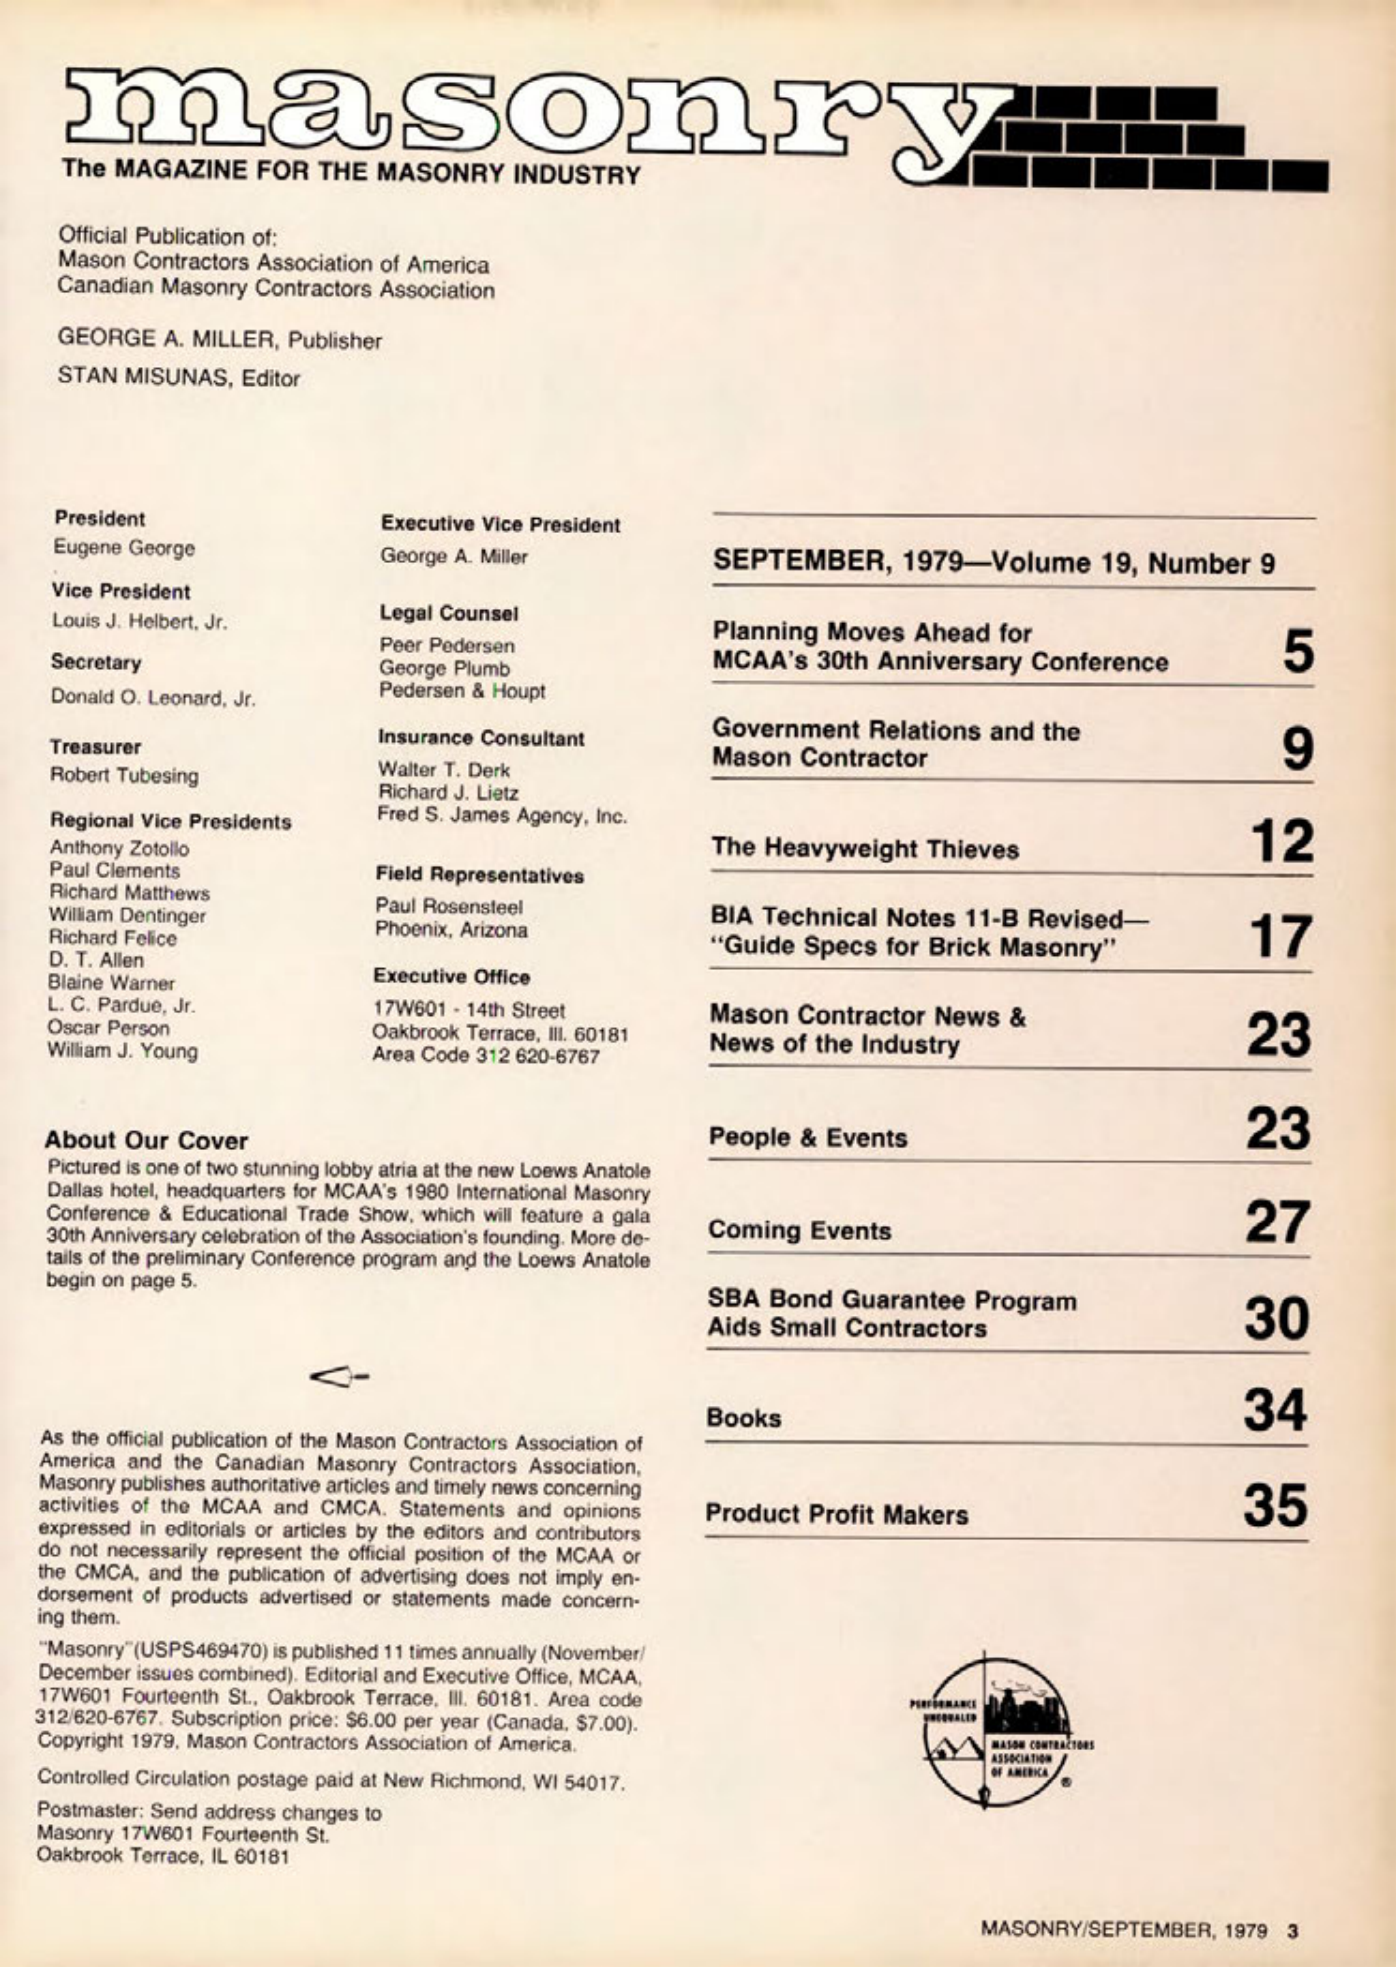 masonry
The MAGAZINE FOR THE MASONRY INDUSTRY
Official Publication of:
Mason Contractors Association of America
Canadian Masonry Contractors Association
GEORGE A. MILLER, Publisher
STAN MISUNAS, Editor
President
Eugene George
Vice President
Louis J. Helbert, Jr.
Secretary
Donald O. Leonard, Jr.
Treasurer
Robert Tubesing
Regional Vice Presidents
Anthony Zotollo
Paul Clements
Richard Matthews
William Dentinger
Richard Felice
D. T. Allen
Blaine Warner
L. C. Pardue, Jr.
Oscar Person
William J. Young
Executive Vice President
George A. Miller
Legal Counsel
Peer Pedersen
George Plumb
Pedersen & Houpt
Insurance Consultant
Walter T. Derk
Richard J. Lietz
Fred S. James Agency, Inc.
Field Representatives
Paul Rosensteel
Phoenix, Arizona
Executive Office
17W601 - 14th Street
Oakbrook Terrace, Ill. 60181
Area Code 312 620-6767
About Our Cover
Pictured is one of two stunning lobby atria at the new Loews Anatole
Dallas hotel, headquarters for MCAA's 1980 International Masonry
Conference & Educational Trade Show, which will feature a gala
30th Anniversary celebration of the Association's founding. More de-
tails of the preliminary Conference program and the Loews Anatole
begin on page 5.
As the official publication of the Mason Contractors Association of
America and the Canadian Masonry Contractors Association,
Masonry publishes authoritative articles and timely news concerning
activities of the MCAA and CMCA. Statements and opinions
expressed in editorials or articles by the editors and contributors
do not necessarily represent the official position of the MCAA or
the CMCA, and the publication of advertising does not imply en-
dorsement of products advertised or statements made concern-
ing them.
"Masonry"(USPS469470) is published 11 times annually (November/
December issues combined). Editorial and Executive Office, MCAA,
17W601 Fourteenth St., Oakbrook Terrace, Ill. 60181. Area code
312/620-6767. Subscription price: $6.00 per year (Canada, $7.00).
Copyright 1979, Mason Contractors Association of America.
Controlled Circulation postage paid at New Richmond, WI 54017.
Postmaster: Send address changes to
Masonry 17W601 Fourteenth St.
Oakbrook Terrace, IL 60181
SEPTEMBER, 1979—Volume 19, Number 9
Planning Moves Ahead for
MCAA's 30th Anniversary Conference 5
Government Relations and the
Mason Contractor 9
The Heavyweight Thieves 12
BIA Technical Notes 11-B Revised—
"Guide Specs for Brick Masonry" 17
Mason Contractor News &
News of the Industry 23
People & Events 23
Coming Events 27
SBA Bond Guarantee Program
Aids Small Contractors 30
Books 34
Product Profit Makers 35
PERFORMANCE
UNEQUALED
MASON CONTRACTORS
ASSOCIATION
OF AMERICA ®
MASONRY/SEPTEMBER, 1979 3